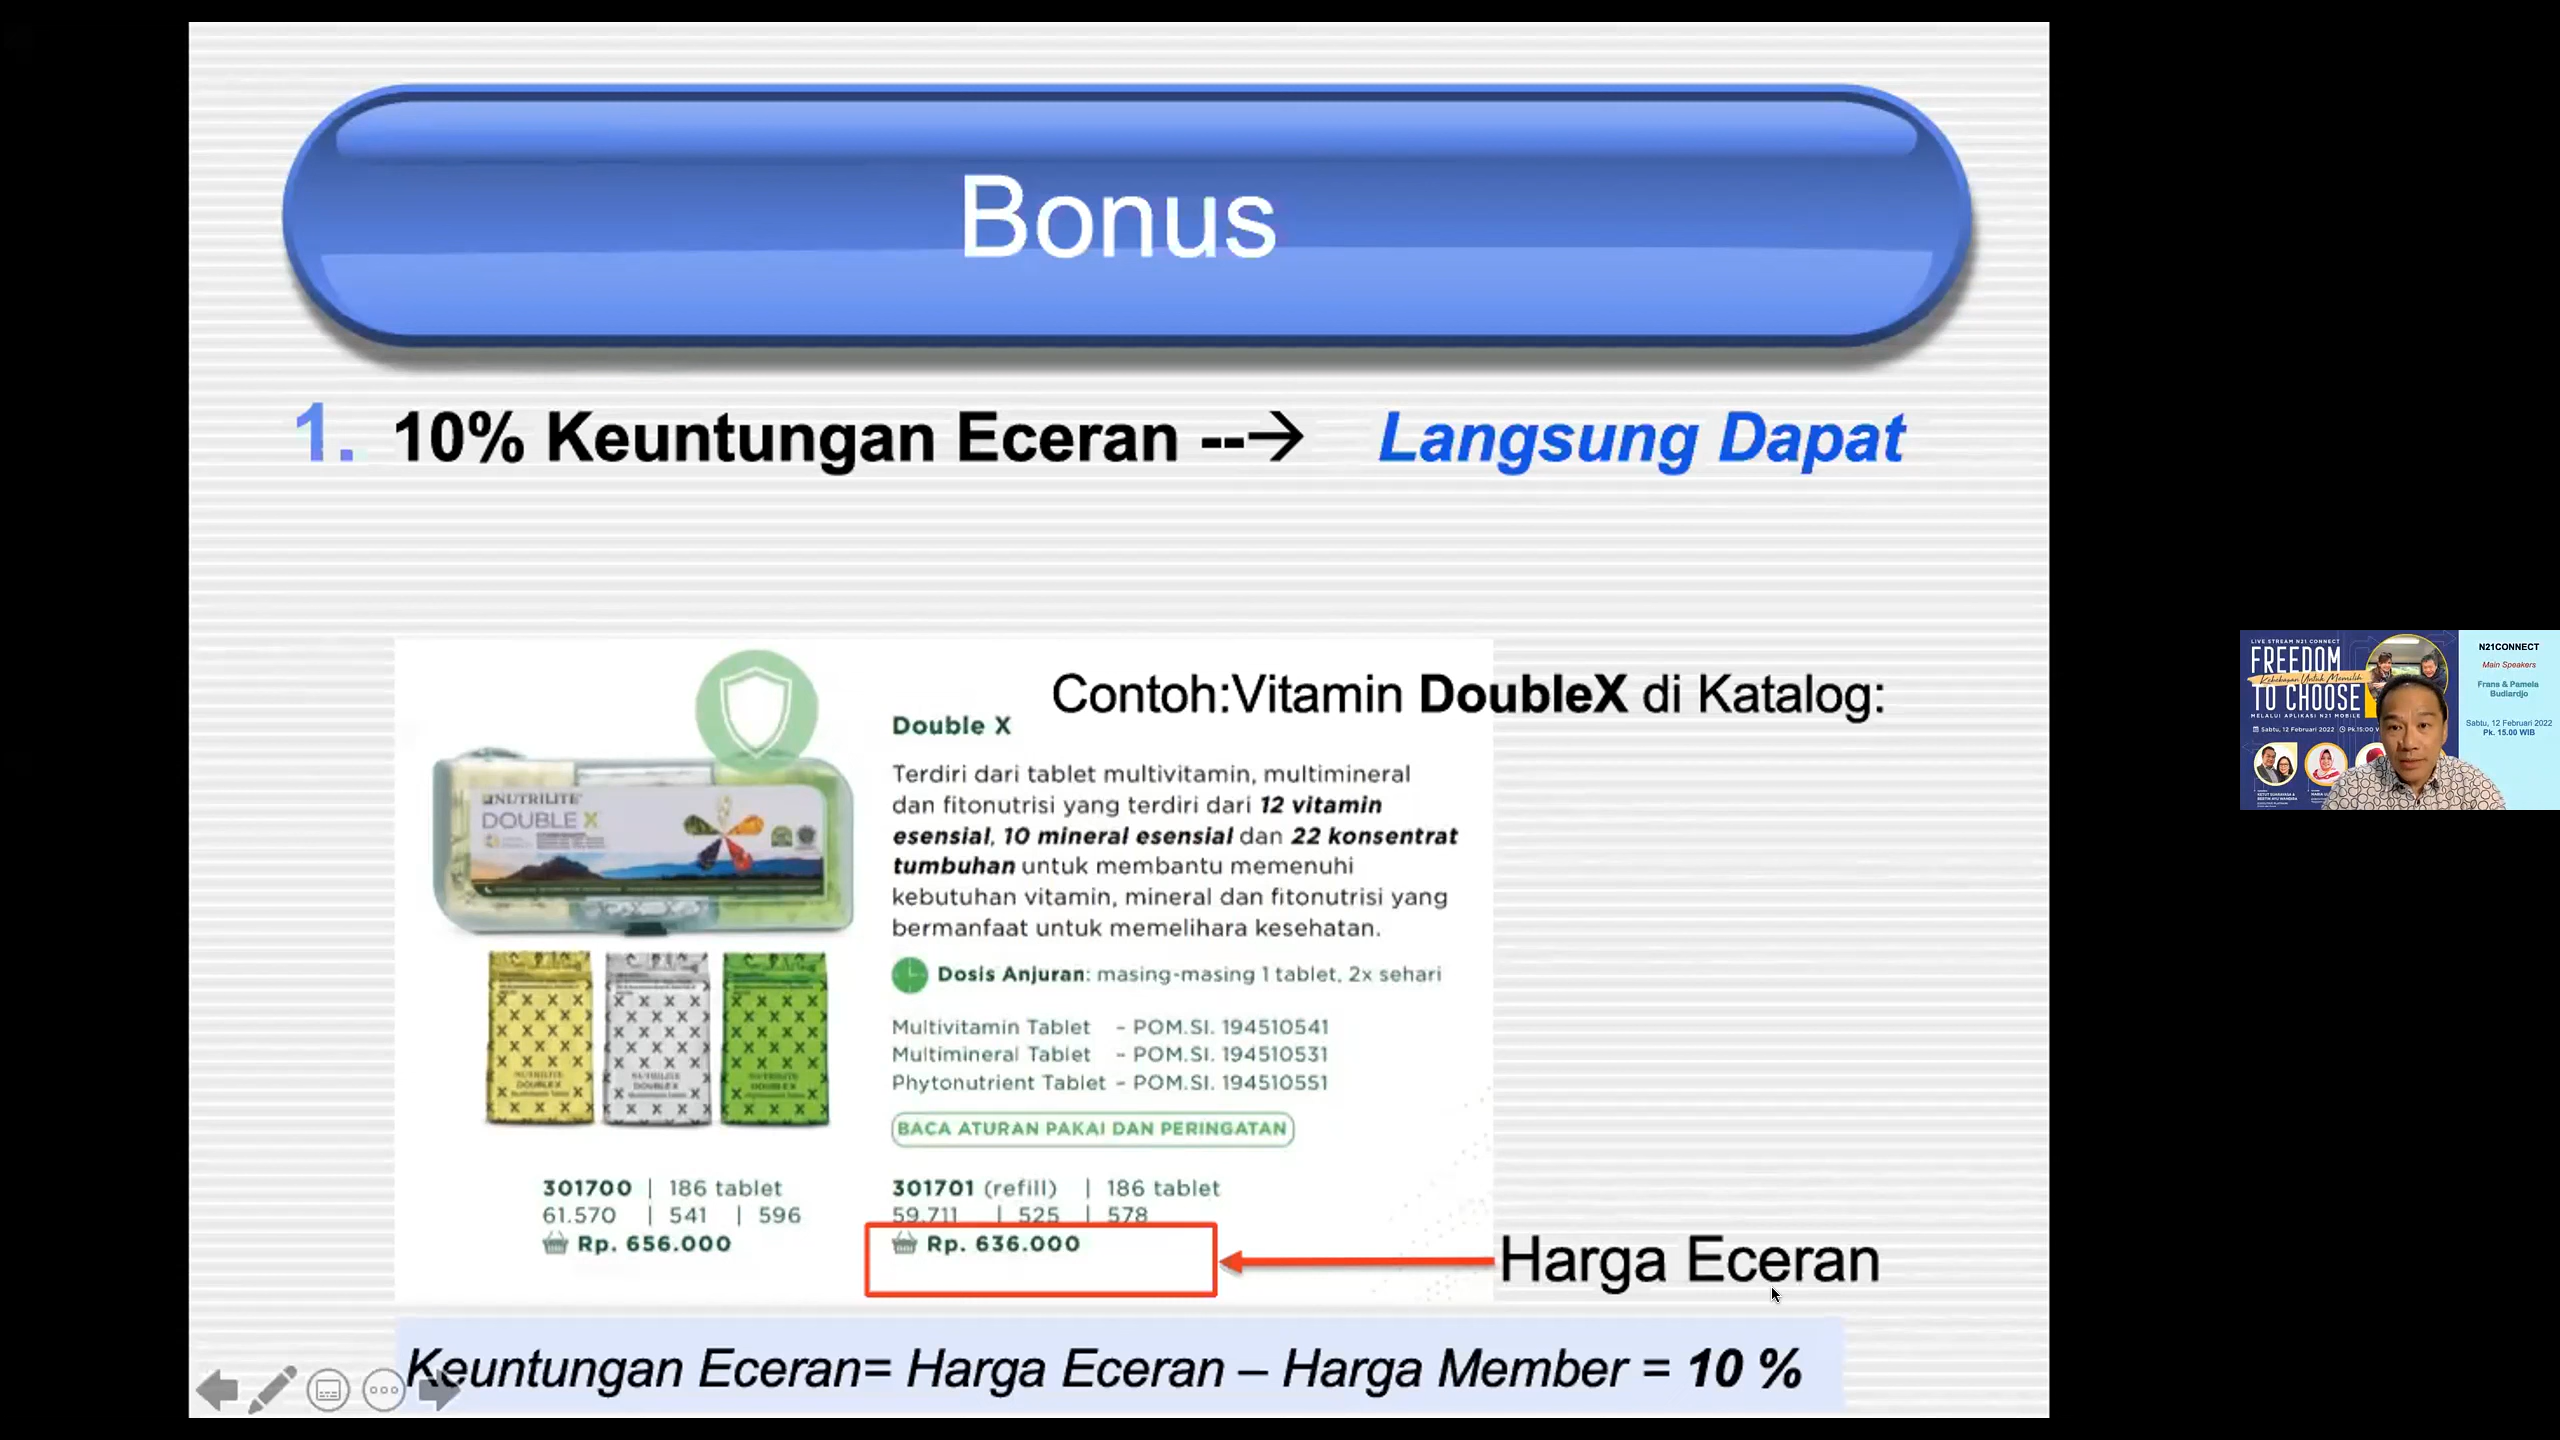 Bonus
1. 10% Keuntungan Eceran --→ Langsung Dapat
Contoh:Vitamin DoubleX di Katalog:
Double X
Terdiri dari tablet multivitamin, multimineral
dan fitonutrisi yang terdiri dari 12 vitamin
esensial, 10 mineral esensial dan 22 konsentrat
tumbuhan untuk membantu memenuhi
kebutuhan vitamin, mineral dan fitonutrisi yang
bermanfaat untuk memelihara kesehatan.
NUTRILITE
DOUBLE X
Dosis Anjuran: masing-masing 1 tablet, 2x sehari
Multivitamin Tablet - POM.SI. 194510541
Multimineral Tablet - POM.SI. 194510531
Phytonutrient Tablet - POM.SI. 194510551
NUTRILITE
DOUBLE X
NUTRILITE
DOUBLE X
NUTRILITE
DOUBLE X
BACA ATURAN PAKAI DAN PERINGATAN
301700 | 186 tablet
61.570 | 541 | 596
Rp. 656.000
301701 (refill) | 186 tablet
59.711 | 525 | 578
Rp. 636.000
Harga Eceran
Keuntungan Eceran= Harga Eceran – Harga Member = 10 %
LIVE STREAM N21 CONNECT
FREEDOM
Kebebasan Untuk Memilih
TO CHOOSE
MELALUI APLIKASI N21 MOBILE
Sabtu, 12 Februari 2022
N21CONNECT
Main Speakers
Frans & Pamela
Budiardjo
Sabtu, 12 Februari 2022
Pk. 15.00 WIB